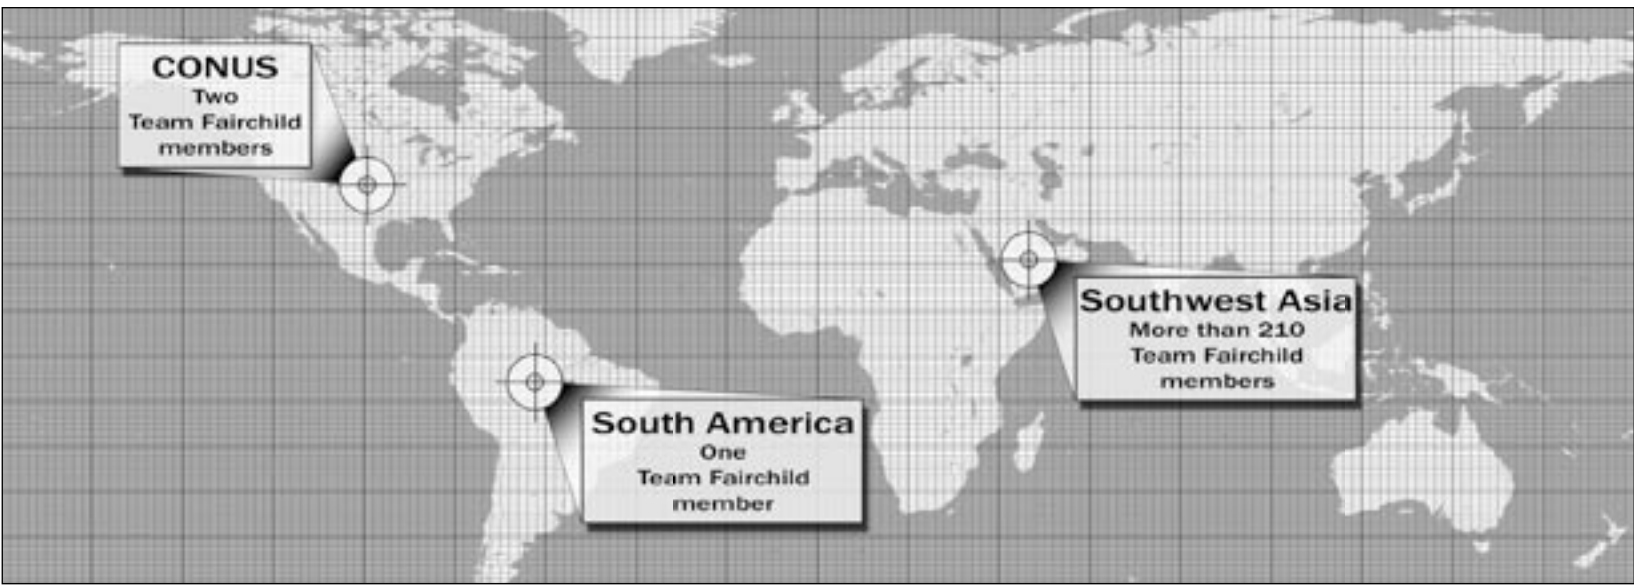 CONUS
Two
Team Fairchild
members
Southwest Asia
More than 210
Team Fairchild
members
South America
One
Team Fairchild
member